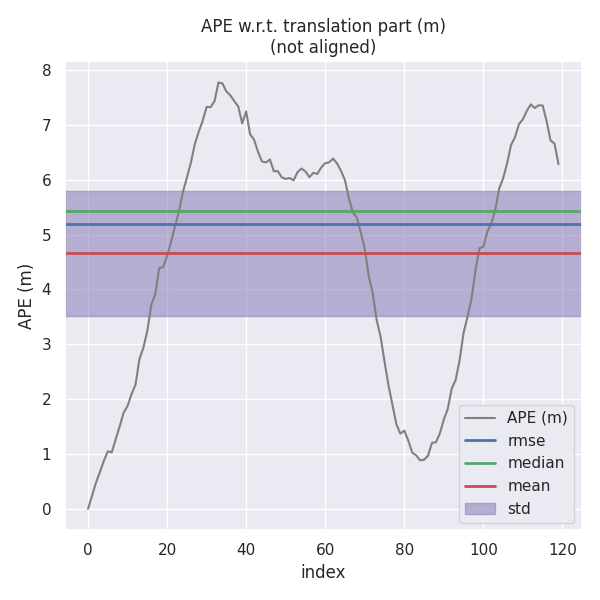 APE w.r.t. translation part (m)
(not aligned)
8
7
6
5
4
3
2
1
0
APE (m)
0 20 40 60 80 100 120
index
APE (m)
rmse
median
mean
std